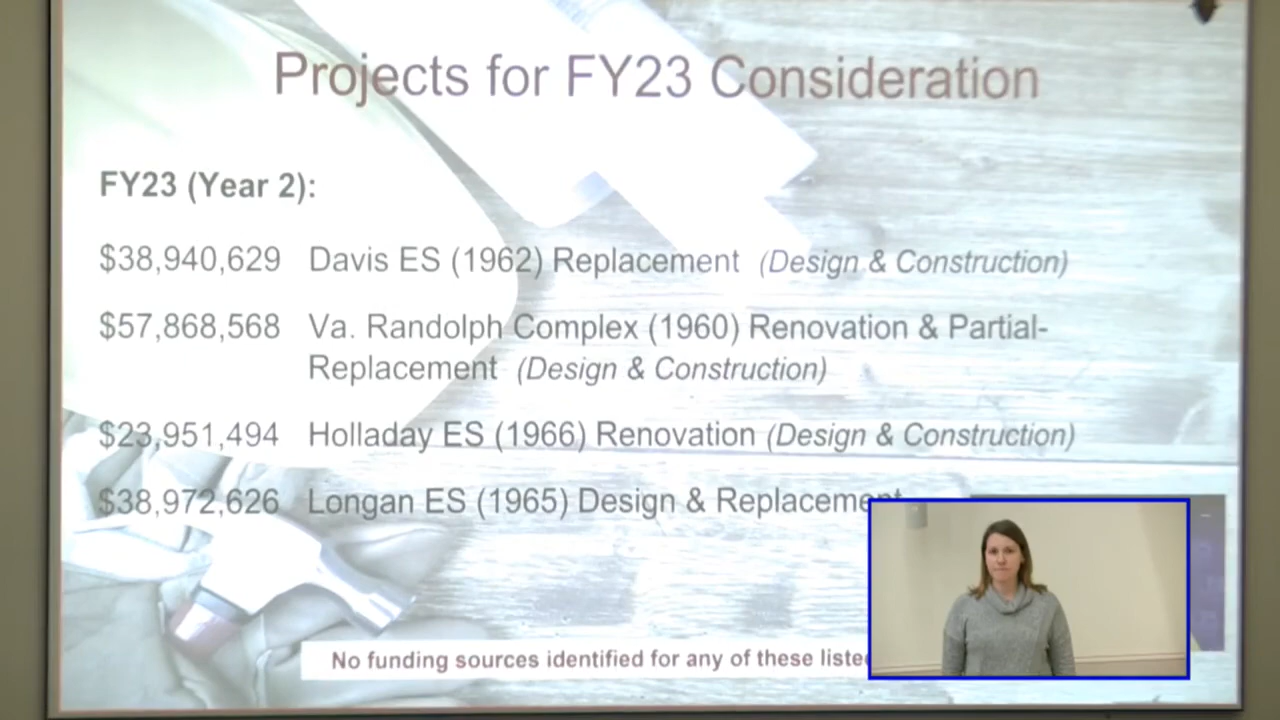 Projects for FY23 Consideration
FY23 (Year 2):
$38,940,629 Davis ES (1962) Replacement (Design & Construction)
$57,868,568 Va. Randolph Complex (1960) Renovation & Partial-
Replacement (Design & Construction)
$23,951,494 Holladay ES (1966) Renovation (Design & Construction)
$38,972,626 Longan ES (1965) Design & Replacement
No funding sources identified for any of these